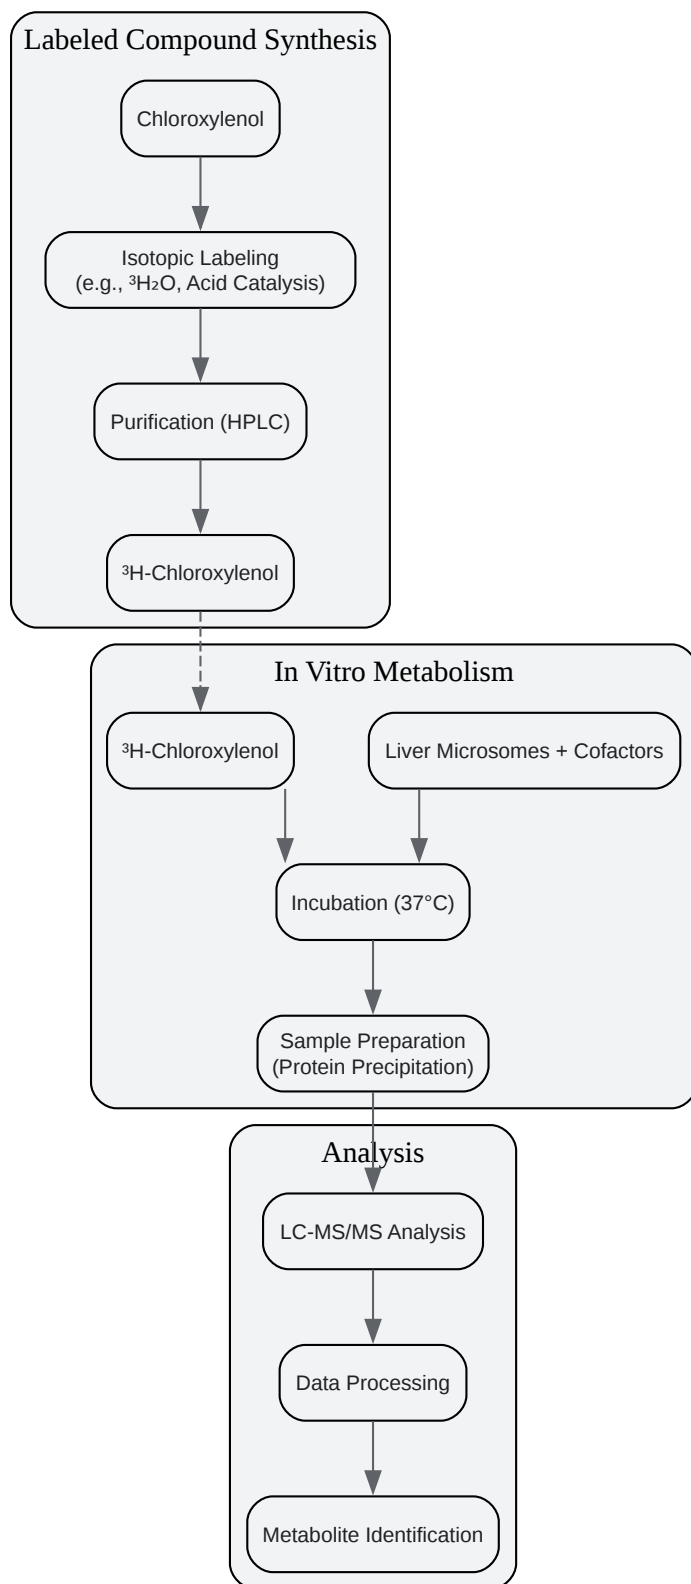 Labeled Compound Synthesis
Chloroxylenol
Isotopic Labeling
(e.g., ³H₂O, Acid Catalysis)
Purification (HPLC)
³H-Chloroxylenol
In Vitro Metabolism
³H-Chloroxylenol
Liver Microsomes + Cofactors
Incubation (37°C)
Sample Preparation
(Protein Precipitation)
Analysis
LC-MS/MS Analysis
Data Processing
Metabolite Identification